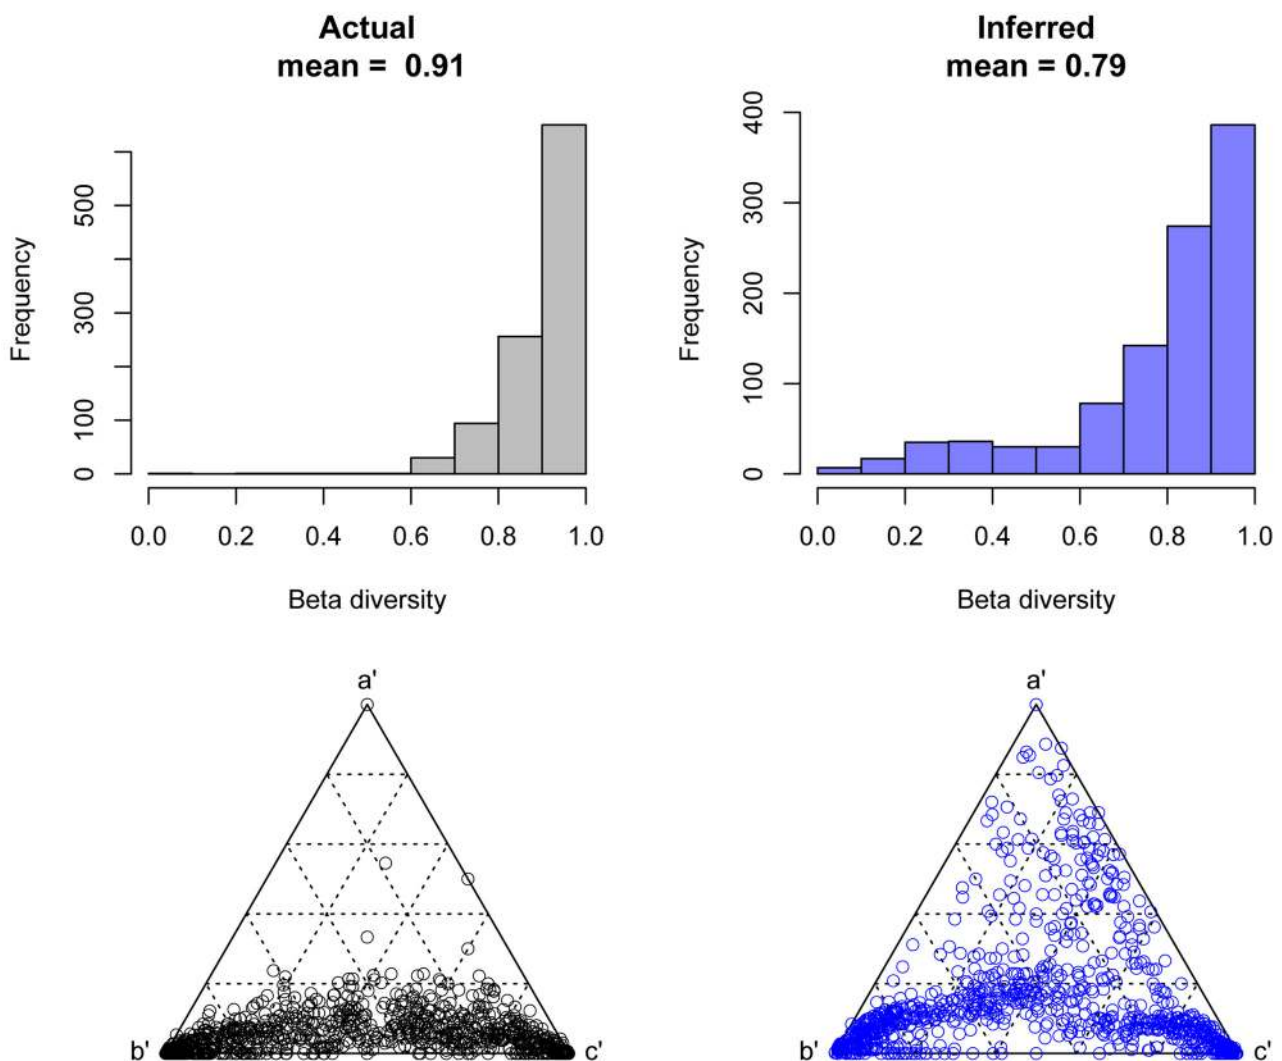 Actual
mean =  0.91
Frequency
0
100
300
500
0.0 0.2 0.4 0.6 0.8 1.0
Beta diversity
Inferred
mean = 0.79
Frequency
0
100
200
300
400
0.0 0.2 0.4 0.6 0.8 1.0
Beta diversity
a'
b' c'
a'
b' c'